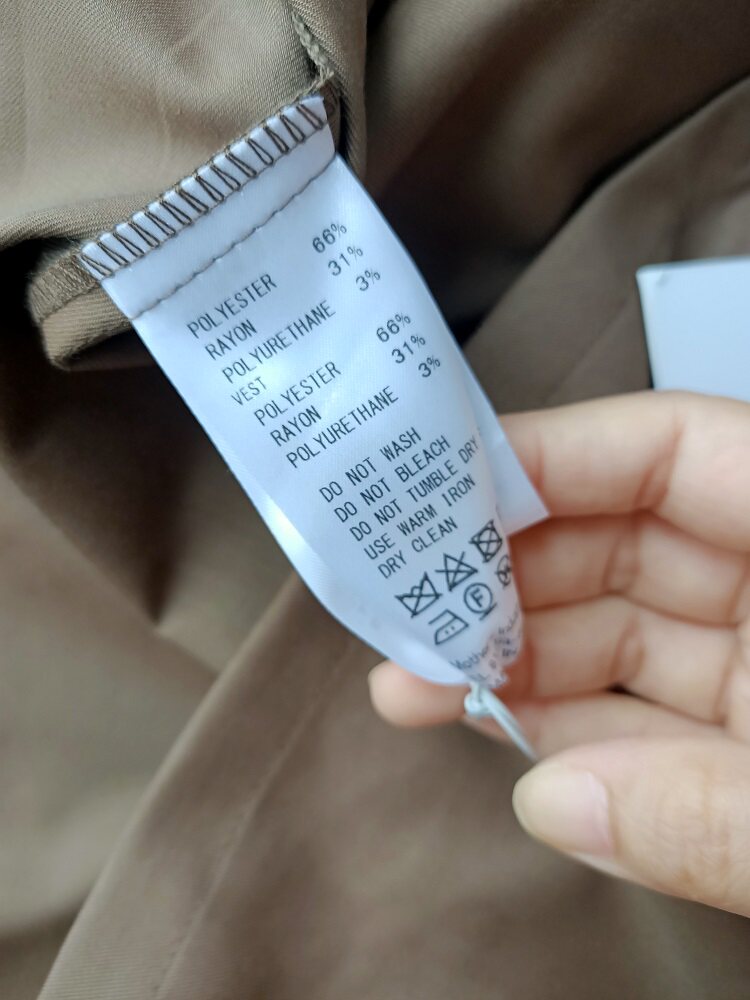 POLYESTER 66%
RAYON 31%
POLYURETHANE 3%
VEST
POLYESTER 66%
RAYON 31%
POLYURETHANE 3%
DO NOT WASH
DO NOT BLEACH
DO NOT TUMBLE DRY
USE WARM IRON
DRY CLEAN
F